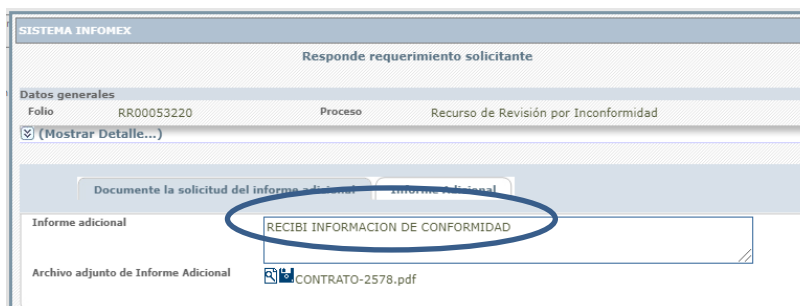 SISTEMA INFOMEX
Responde requerimiento solicitante
Datos generales
Folio RR00053220 Proceso Recurso de Revisión por Inconformidad
(Mostrar Detalle...)
Documente la solicitud del informe adicional Informe Adicional
Informe adicional RECIBI INFORMACION DE CONFORMIDAD
Archivo adjunto de Informe Adicional CONTRATO-2578.pdf